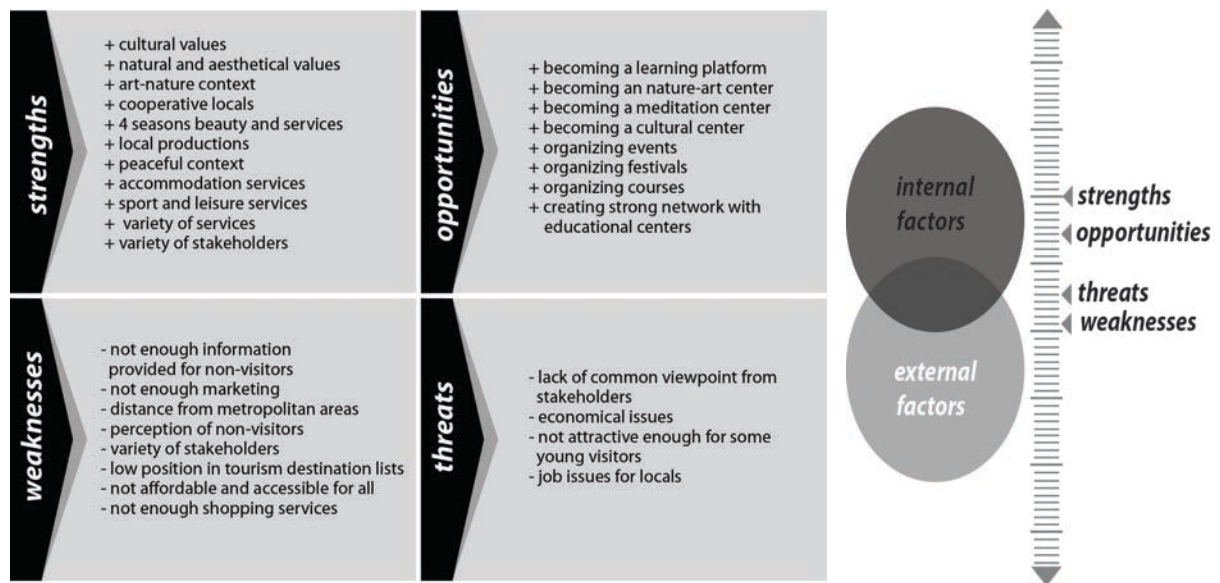 strengths
+ cultural values
+ natural and aesthetical values
+ art-nature context
+ cooperative locals
+ 4 seasons beauty and services
+ local productions
+ peaceful context
+ accommodation services
+ sport and leisure services
+ variety of services
+ variety of stakeholders
opportunities
+ becoming a learning platform
+ becoming an nature-art center
+ becoming a meditation center
+ becoming a cultural center
+ organizing events
+ organizing festivals
+ organizing courses
+ creating strong network with
educational centers
weaknesses
- not enough information
provided for non-visitors
- not enough marketing
- distance from metropolitan areas
- perception of non-visitors
- variety of stakeholders
- low position in tourism destination lists
- not affordable and accessible for all
- not enough shopping services
threats
- lack of common viewpoint from
stakeholders
- economical issues
- not attractive enough for some
young visitors
- job issues for locals
internal
factors
external
factors
strengths
opportunities
threats
weaknesses